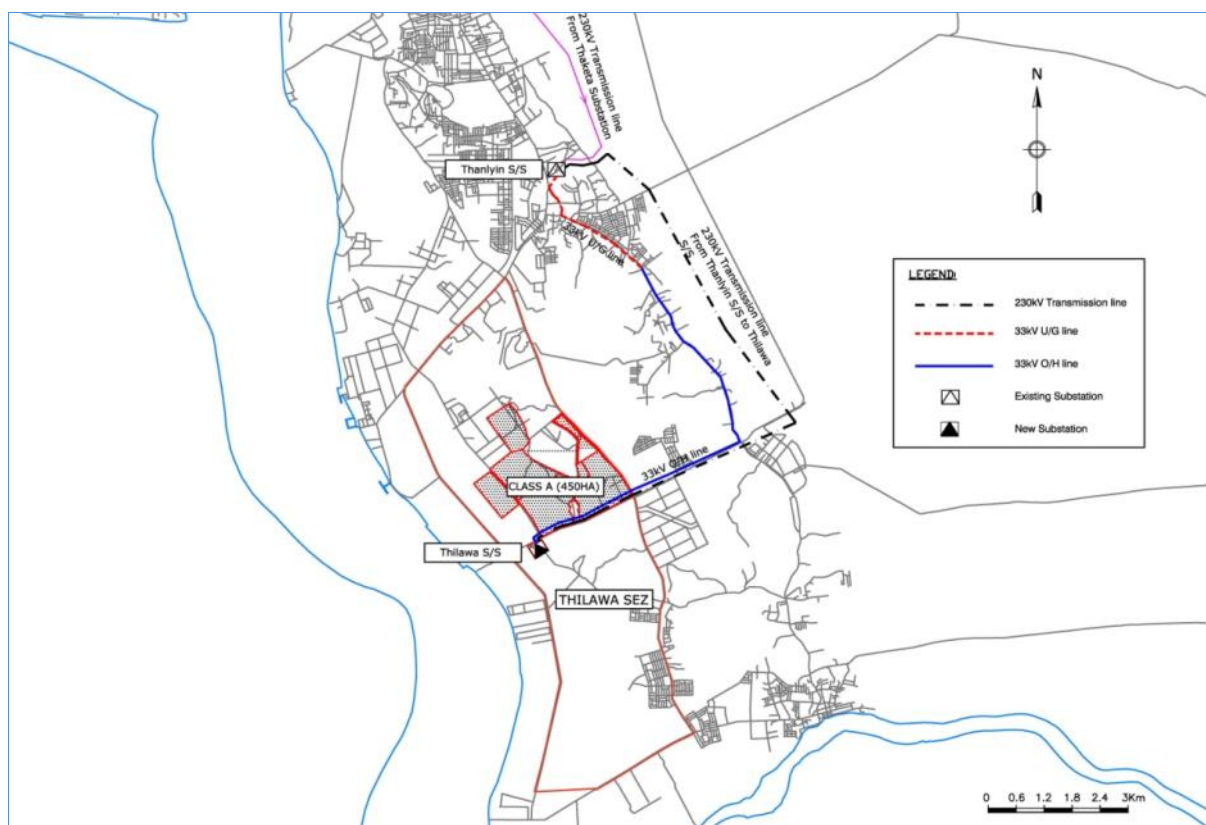 230kV Transmission line
From Thaketa Substation
N
Thanlyin S/S
33kV U/G line
230kV Transmission line
From Thanlyin S/S to Thilawa
S/S
LEGEND:
230kV Transmission line
33kV U/G line
33kV O/H line
Existing Substation
New Substation
33kV O/H line
CLASS A (450HA)
Thilawa S/S
THILAWA SEZ
0 0.6 1.2 1.8 2.4 3Km